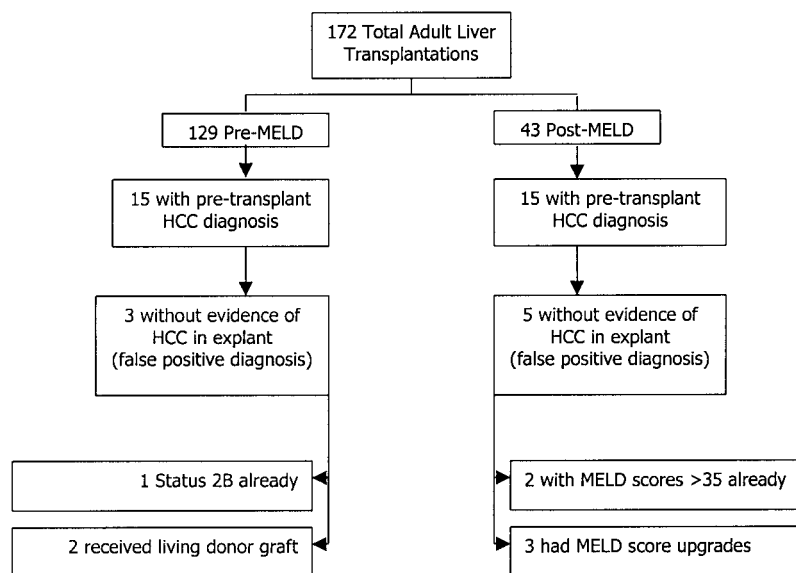 172 Total Adult Liver
Transplantations
129 Pre-MELD
43 Post-MELD
15 with pre-transplant
HCC diagnosis
15 with pre-transplant
HCC diagnosis
3 without evidence of
HCC in explant
(false positive diagnosis)
5 without evidence of
HCC in explant
(false positive diagnosis)
1 Status 2B already
2 with MELD scores >35 already
2 received living donor graft
3 had MELD score upgrades